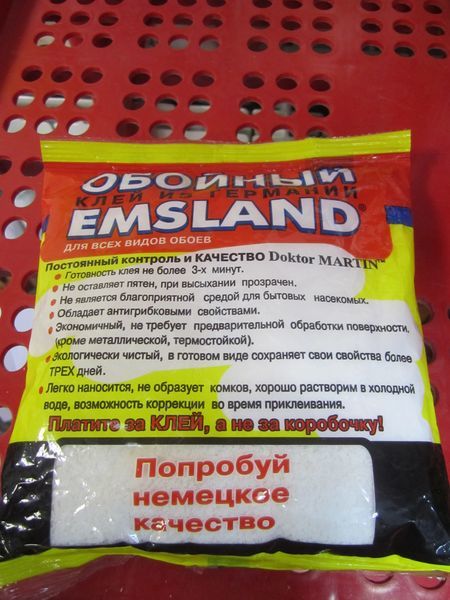 ОБОЙНЫЙ
КЛЕЙ ИЗ ГЕРМАНИИ
EMSLAND®
ДЛЯ ВСЕХ ВИДОВ ОБОЕВ
Постоянный контроль и КАЧЕСТВО Doktor MARTIN™
• Готовность клея не более 3-х минут.
• Не оставляет пятен, при высыхании прозрачен.
• Не является благоприятной средой для бытовых насекомых.
• Обладает антигрибковыми свойствами.
• Экономичный, не требует предварительной обработки поверхности,
(кроме металлической, термостойкой).
• Экологически чистый, в готовом виде сохраняет свои свойства более
ТРЕХ дней.
• Легко наносится, не образует комков, хорошо растворим в холодной
воде, возможность коррекции во время приклеивания.
Платите за КЛЕЙ, а не за коробочку!
Попробуй
немецкое
качество